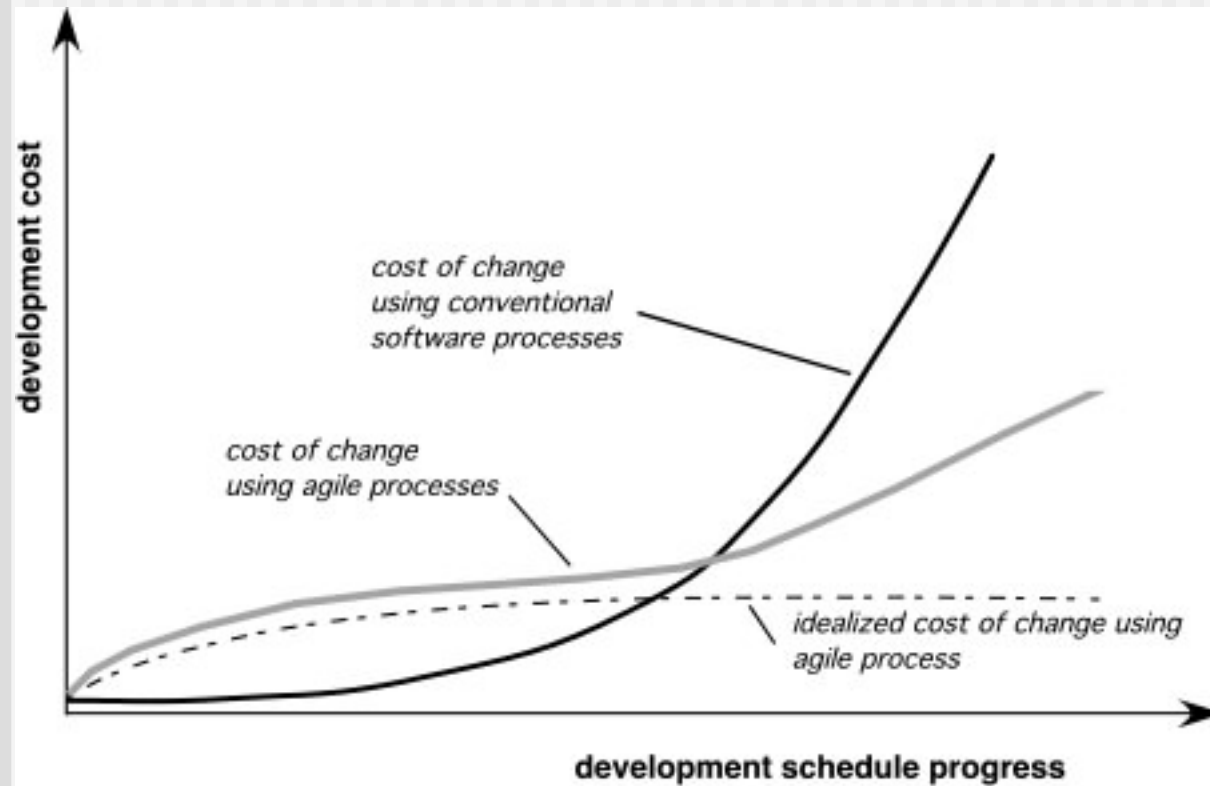 development cost
cost of change
using conventional
software processes
cost of change
using agile processes
idealized cost of change using
agile process
development schedule progress